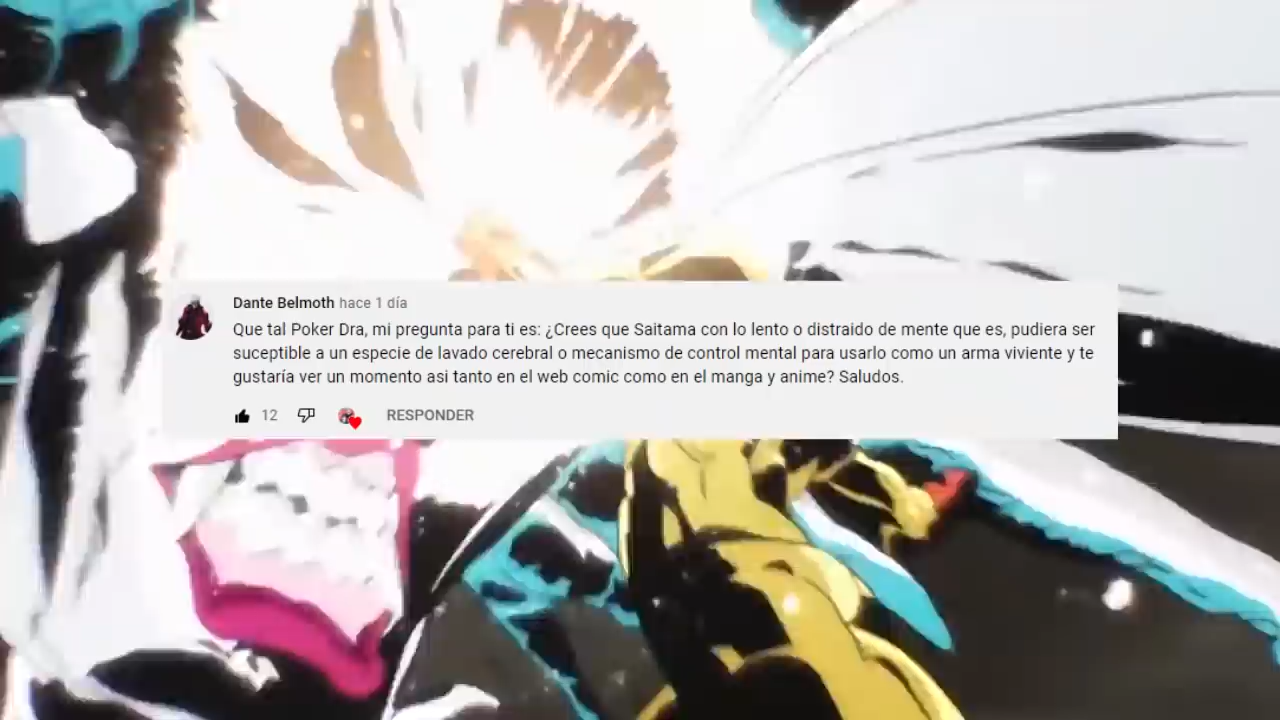 Dante Belmoth hace 1 día
Que tal Poker Dra, mi pregunta para ti es: ¿Crees que Saitama con lo lento o distraido de mente que es, pudiera ser
suceptible a un especie de lavado cerebral o mecanismo de control mental para usarlo como un arma viviente y te
gustaría ver un momento asi tanto en el web comic como en el manga y anime? Saludos.
12 RESPONDER